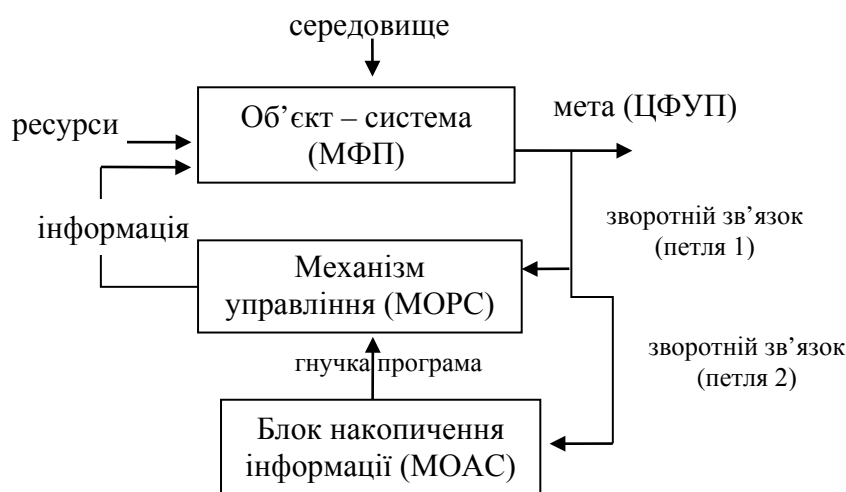 середовище
Об’єкт – система
(МФП)
мета (ЦФУП)
ресурси
інформація
зворотній зв’язок
(петля 1)
Механізм
управління (МОРС)
гнучка програма
зворотній зв’язок
(петля 2)
Блок накопичення
інформації (МОАС)